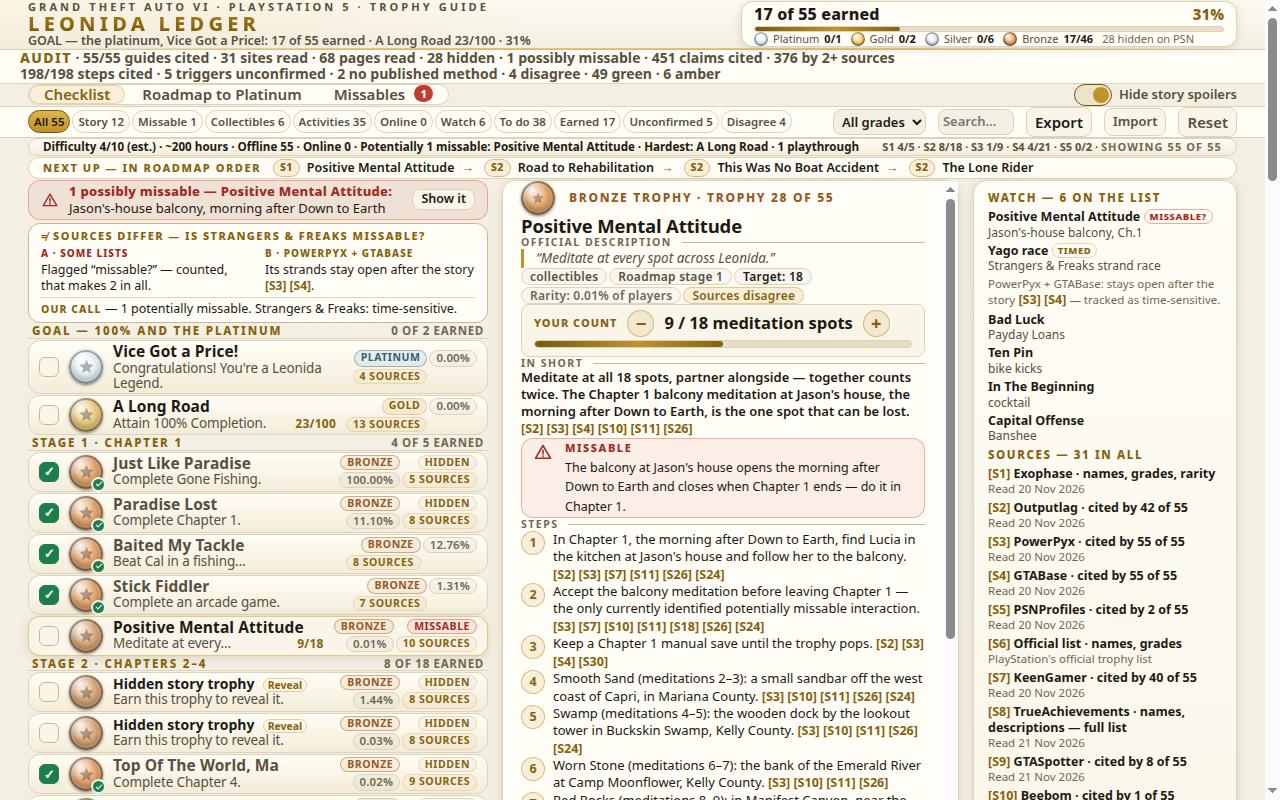 GRAND THEFT AUTO VI · PLAYSTATION 5 · TROPHY GUIDE
LEONIDA LEDGER
GOAL — the platinum, Vice Got a Price!: 17 of 55 earned · A Long Road 23/100 · 31%
17 of 55 earned 31%
Platinum 0/1 Gold 0/2 Silver 0/6 Bronze 17/46 28 hidden on PSN
AUDIT · 55/55 guides cited · 31 sites read · 68 pages read · 28 hidden · 1 possibly missable · 451 claims cited · 376 by 2+ sources
198/198 steps cited · 5 triggers unconfirmed · 2 no published method · 4 disagree · 49 green · 6 amber
Checklist Roadmap to Platinum Missables 1 Hide story spoilers
All 55 Story 12 Missable 1 Collectibles 6 Activities 35 Online 0 Watch 6 To do 38 Earned 17 Unconfirmed 5 Disagree 4 All grades Search... Export Import Reset
Difficulty 4/10 (est.) · ~200 hours · Offline 55 · Online 0 · Potentially 1 missable: Positive Mental Attitude · Hardest: A Long Road · 1 playthrough S1 4/5 · S2 8/18 · S3 1/9 · S4 4/21 · S5 0/2 · SHOWING 55 OF 55
NEXT UP — IN ROADMAP ORDER S1 Positive Mental Attitude → S2 Road to Rehabilitation → S2 This Was No Boat Accident → S2 The Lone Rider
1 possibly missable — Positive Mental Attitude:
Jason's-house balcony, morning after Down to Earth
Show it
≠ SOURCES DIFFER — IS STRANGERS & FREAKS MISSABLE?
A · SOME LISTS
Flagged “missable?” — counted,
that makes 2 in all.
B · POWERPYX + GTABASE
Its strands stay open after the story
[S3] [S4].
OUR CALL — 1 potentially missable. Strangers & Freaks: time-sensitive.
GOAL — 100% AND THE PLATINUM 0 OF 2 EARNED
Vice Got a Price!
Congratulations! You're a Leonida
Legend.
PLATINUM 0.00%
4 SOURCES
A Long Road
Attain 100% Completion. 23/100
GOLD 0.00%
13 SOURCES
STAGE 1 · CHAPTER 1 4 OF 5 EARNED
Just Like Paradise
Complete Gone Fishing.
BRONZE HIDDEN
100.00% 5 SOURCES
Paradise Lost
Complete Chapter 1.
BRONZE HIDDEN
11.10% 8 SOURCES
Baited My Tackle
Beat Cal in a fishing...
BRONZE 12.76%
8 SOURCES
Stick Fiddler
Complete an arcade game.
BRONZE 1.31%
7 SOURCES
Positive Mental Attitude
Meditate at every... 9/18
BRONZE MISSABLE
0.01% 10 SOURCES
STAGE 2 · CHAPTERS 2–4 8 OF 18 EARNED
Hidden story trophy Reveal
Earn this trophy to reveal it.
BRONZE HIDDEN
1.44% 8 SOURCES
Hidden story trophy Reveal
Earn this trophy to reveal it.
BRONZE HIDDEN
0.03% 8 SOURCES
Top Of The World, Ma
Complete Chapter 4.
BRONZE HIDDEN
0.02% 9 SOURCES
BRONZE TROPHY · TROPHY 28 OF 55
Positive Mental Attitude
OFFICIAL DESCRIPTION
“Meditate at every spot across Leonida.”
collectibles Roadmap stage 1 Target: 18
Rarity: 0.01% of players Sources disagree
YOUR COUNT − 9 / 18 meditation spots +
IN SHORT
Meditate at all 18 spots, partner alongside — together counts
twice. The Chapter 1 balcony meditation at Jason's house, the
morning after Down to Earth, is the one spot that can be lost.
[S2] [S3] [S4] [S10] [S11] [S26]
MISSABLE
The balcony at Jason's house opens the morning after
Down to Earth and closes when Chapter 1 ends — do it in
Chapter 1.
STEPS
1 In Chapter 1, the morning after Down to Earth, find Lucia in
the kitchen at Jason's house and follow her to the balcony.
[S2] [S3] [S7] [S11] [S26] [S24]
2 Accept the balcony meditation before leaving Chapter 1 —
the only currently identified potentially missable interaction.
[S3] [S7] [S10] [S11] [S18] [S26] [S24]
3 Keep a Chapter 1 manual save until the trophy pops. [S2] [S3]
[S4] [S30]
4 Smooth Sand (meditations 2–3): a small sandbar off the west
coast of Capri, in Mariana County. [S3] [S10] [S11] [S26] [S24]
5 Swamp (meditations 4–5): the wooden dock by the lookout
tower in Buckskin Swamp, Kelly County. [S3] [S10] [S11] [S26]
[S24]
6 Worn Stone (meditations 6–7): the bank of the Emerald River
at Camp Moonflower, Kelly County. [S3] [S10] [S11] [S26]
Red Rocks (meditations 8–9): in Manifest Canyon, near the
WATCH — 6 ON THE LIST
Positive Mental Attitude MISSABLE?
Jason's-house balcony, Ch.1
Yago race TIMED
Strangers & Freaks strand race
PowerPyx + GTABase: stays open after the
story [S3] [S4] — tracked as time-sensitive.
Bad Luck
Payday Loans
Ten Pin
bike kicks
In The Beginning
cocktail
Capital Offense
Banshee
SOURCES — 31 IN ALL
[S1] Exophase · names, grades, rarity
Read 20 Nov 2026
[S2] Outputlag · cited by 42 of 55
Read 20 Nov 2026
[S3] PowerPyx · cited by 55 of 55
Read 20 Nov 2026
[S4] GTABase · cited by 55 of 55
Read 20 Nov 2026
[S5] PSNProfiles · cited by 2 of 55
Read 20 Nov 2026
[S6] Official list · names, grades
PlayStation's official trophy list
[S7] KeenGamer · cited by 40 of 55
Read 20 Nov 2026
[S8] TrueAchievements · names,
descriptions — full list
Read 21 Nov 2026
[S9] GTASpotter · cited by 8 of 55
Read 21 Nov 2026
[S10] Beebom · cited by 1 of 55